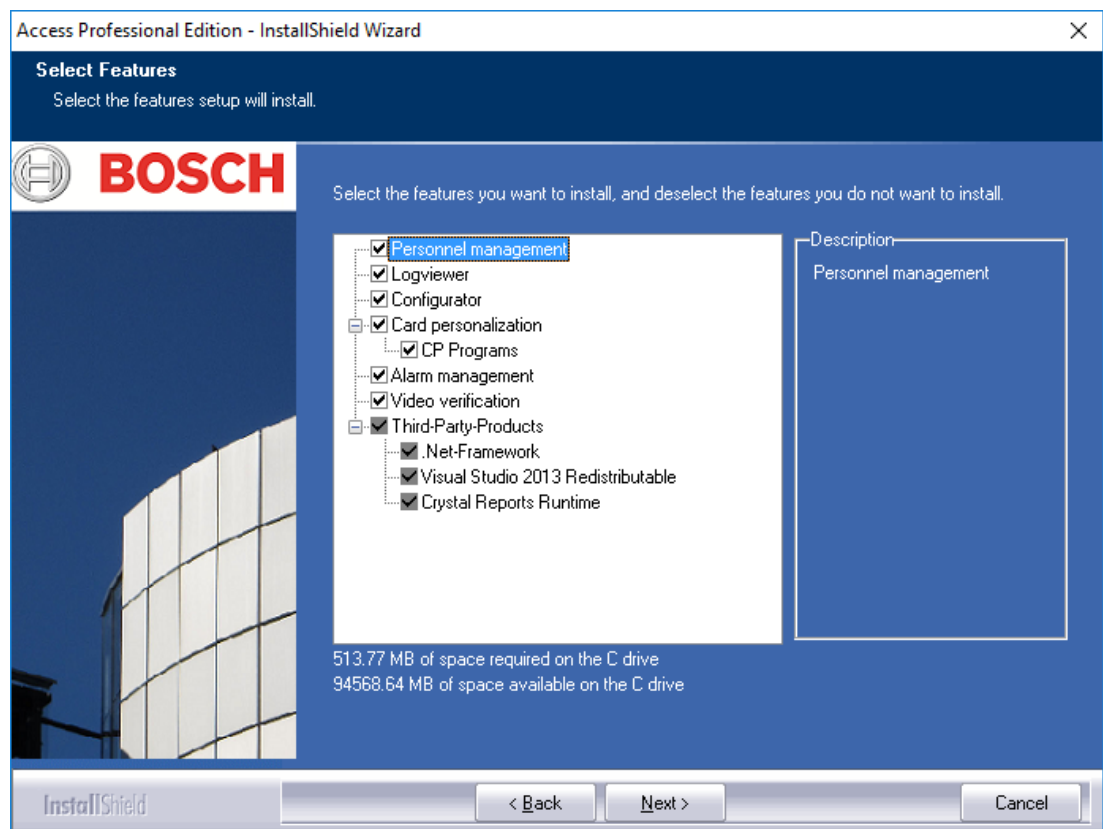 Access Professional Edition - InstallShield Wizard
Select Features
Select the features setup will install.
BOSCH
Select the features you want to install, and deselect the features you do not want to install.
Personnel management
Logviewer
Configurator
Card personalization
CP Programs
Alarm management
Video verification
Third-Party-Products
.Net-Framework
Visual Studio 2013 Redistributable
Crystal Reports Runtime
Description
Personnel management
513.77 MB of space required on the C drive
94568.64 MB of space available on the C drive
InstallShield
< Back
Next >
Cancel